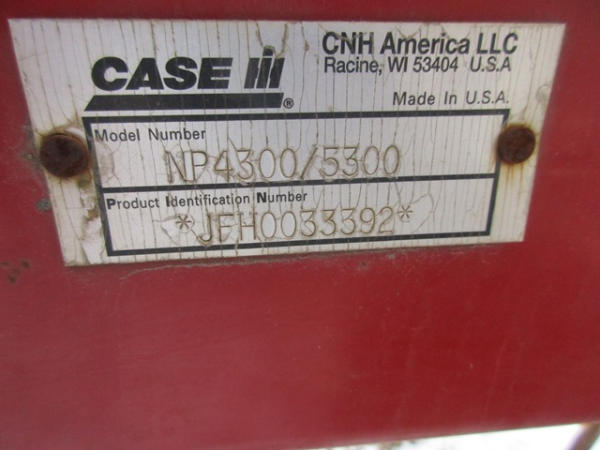 CASE IH®
CNH America LLC
Racine, WI 53404 U.S.A
Made In U.S.A.
Model Number
NP4300/5300
Product Identification Number
*JFH0033392*